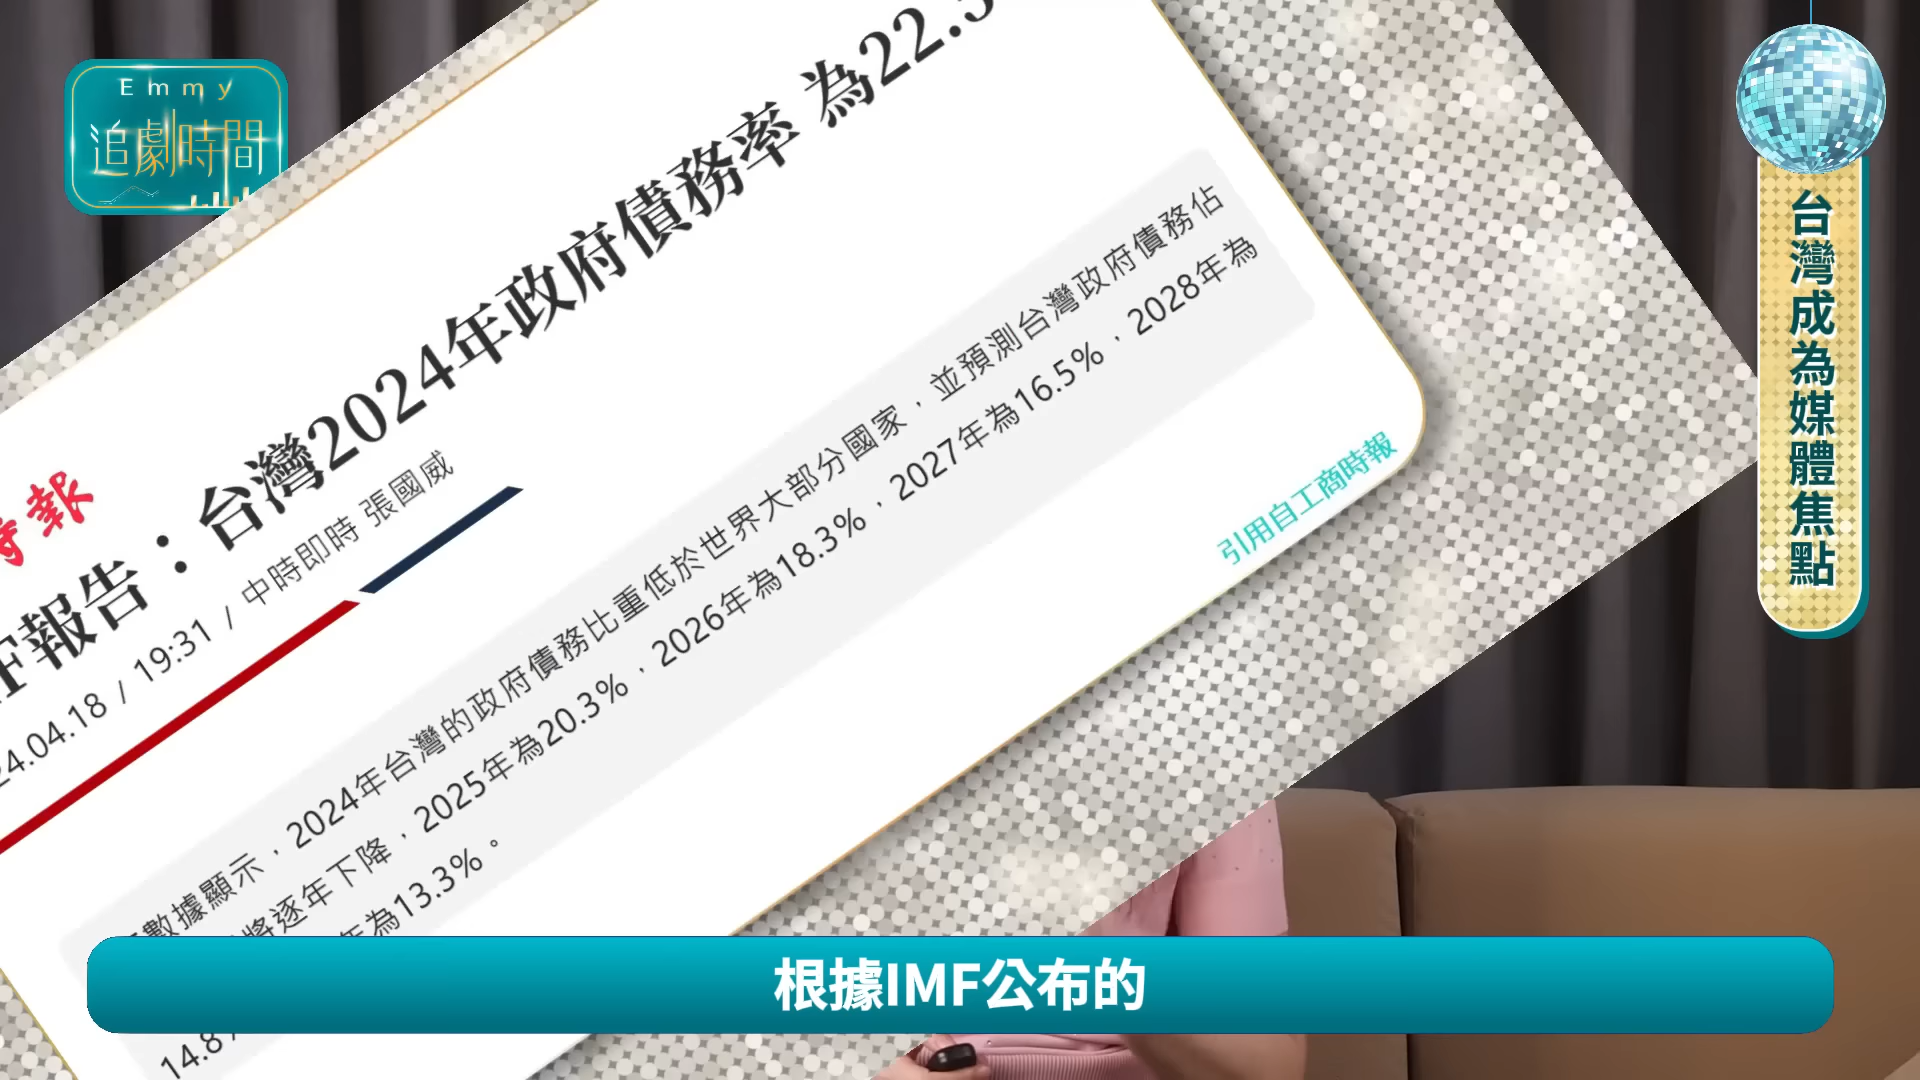 Emmy
追劇時間
時報
F報告：台灣2024年政府債務率 為22.3
24.04.18 / 19:31 / 中時即時 張國威
數據顯示，2024年台灣的政府債務比重低於世界大部分國家，並預測台灣政府債務佔
將逐年下降，2025年為20.3%，2026年為18.3%，2027年為16.5%，2028年為
14.8 年為13.3%。
引用自工商時報
台灣成為媒體焦點
根據IMF公布的